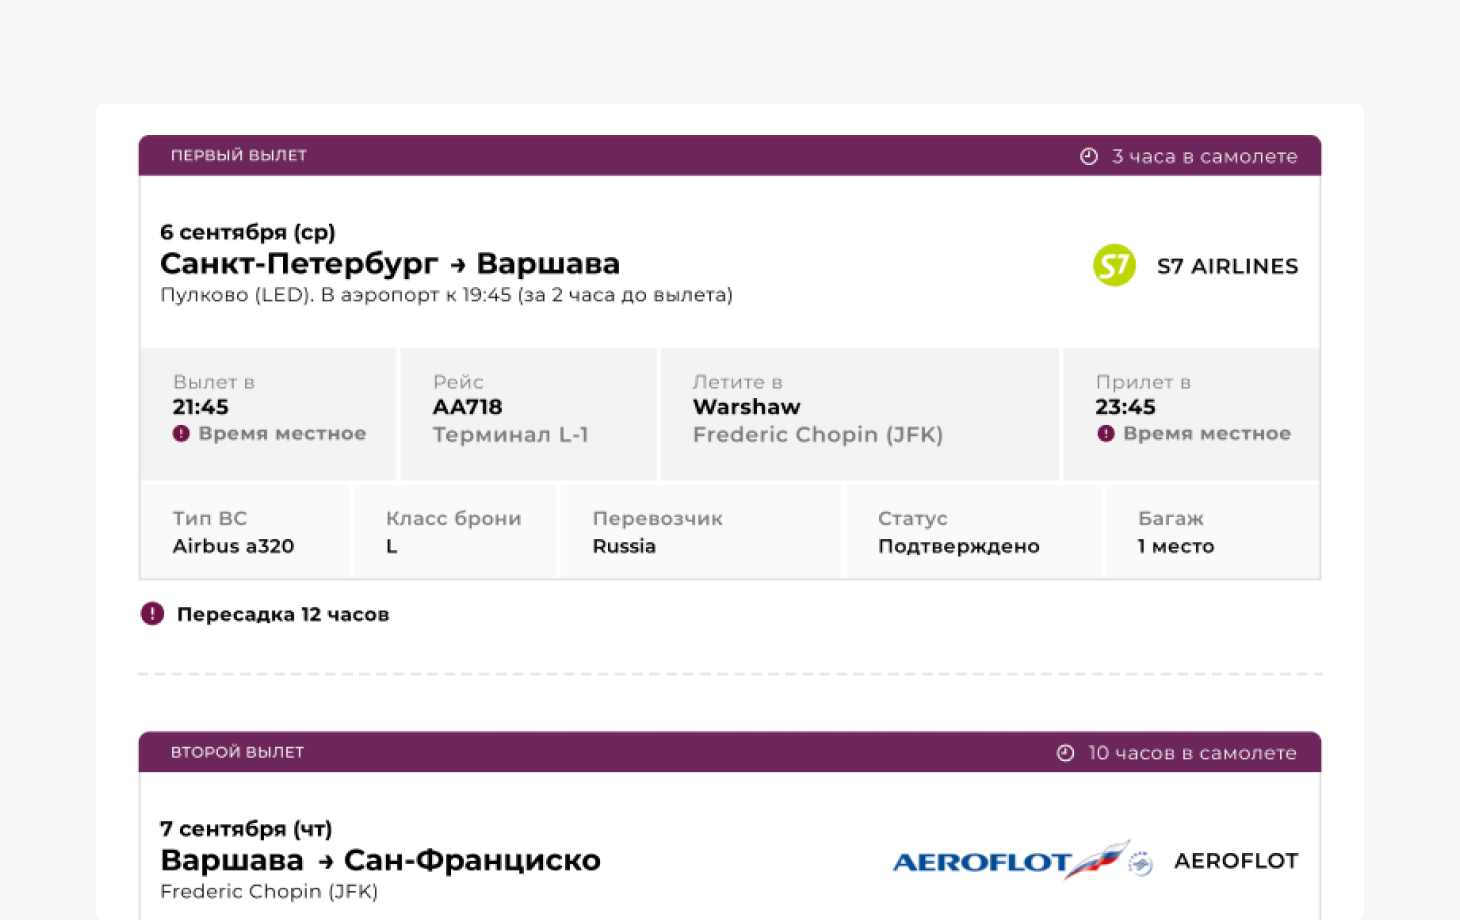 ПЕРВЫЙ ВЫЛЕТ
3 часа в самолете
6 сентября (ср)
Санкт-Петербург → Варшава
Пулково (LED). В аэропорт к 19:45 (за 2 часа до вылета)
S7 S7 AIRLINES
Вылет в
21:45
! Время местное
Рейс
AA718
Терминал L-1
Летите в
Warshaw
Frederic Chopin (JFK)
Прилет в
23:45
! Время местное
Тип ВС
Airbus a320
Класс брони
L
Перевозчик
Russia
Статус
Подтверждено
Багаж
1 место
! Пересадка 12 часов
ВТОРОЙ ВЫЛЕТ
10 часов в самолете
7 сентября (чт)
Варшава → Сан-Франциско
Frederic Chopin (JFK)
AEROFLOT AEROFLOT